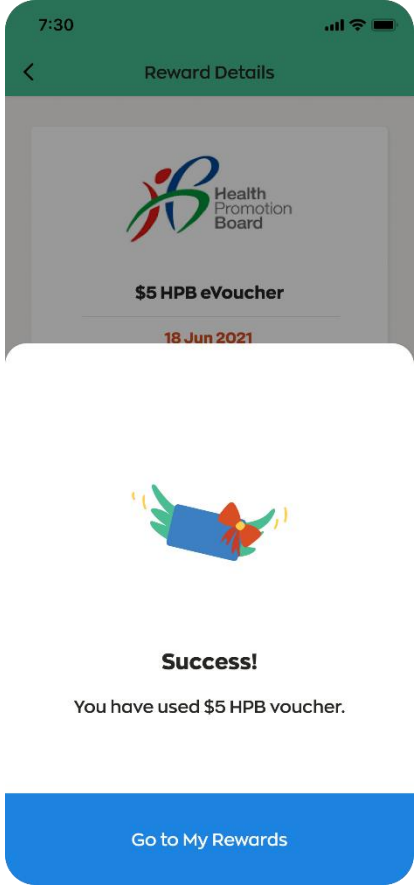 7:30
Reward Details
Health
Promotion
Board
$5 HPB eVoucher
18 Jun 2021
Success!
You have used $5 HPB voucher.
Go to My Rewards